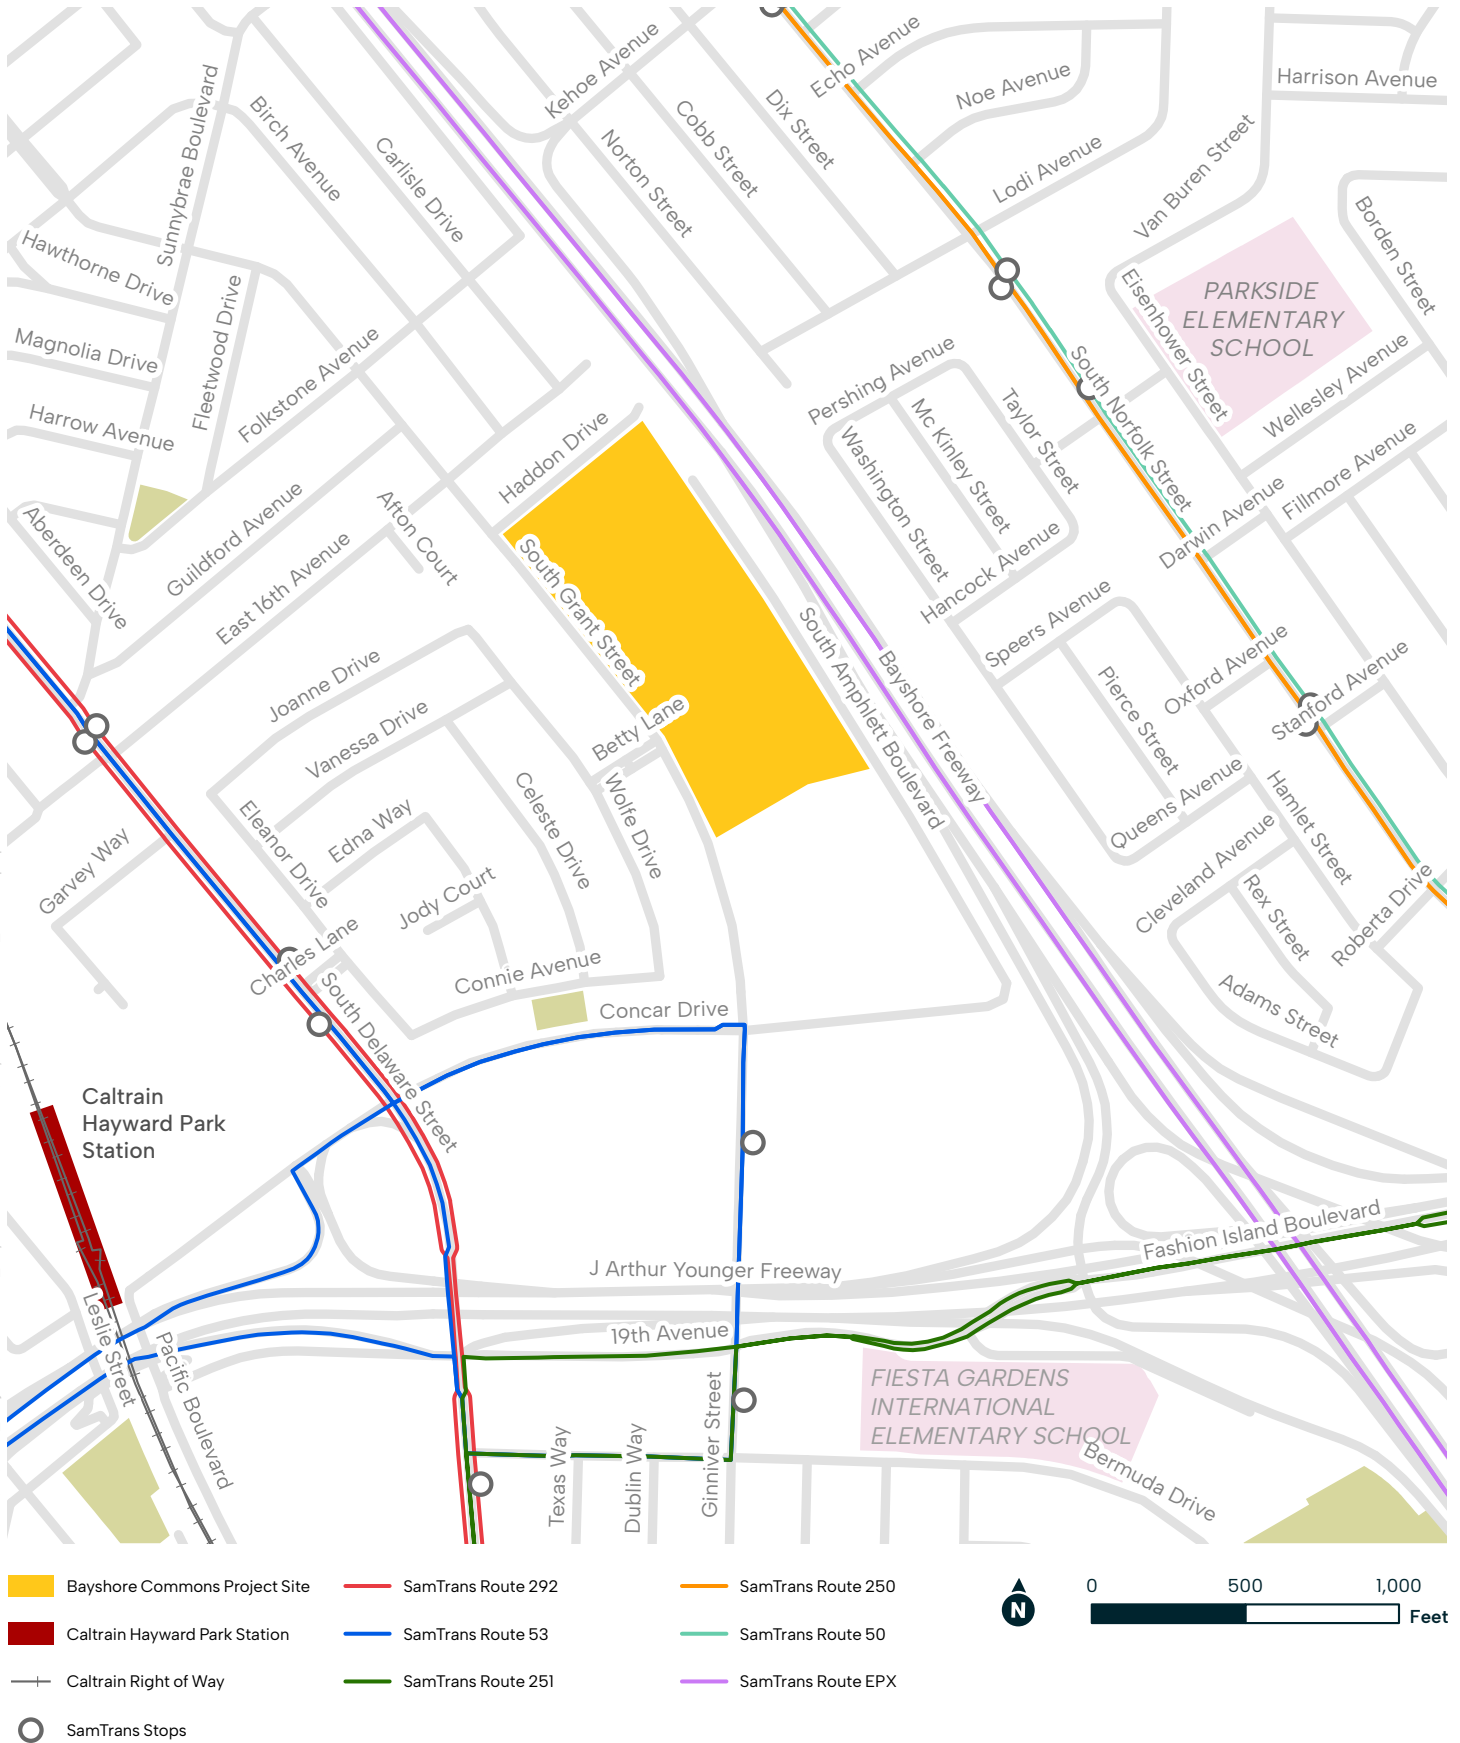 Kehoe Avenue
Echo Avenue
Noe Avenue
Harrison Avenue
Sunnybrae Boulevard
Birch Avenue
Carlisle Drive
Norton Street
Cobb Street
Dix Street
Lodi Avenue
Van Buren Street
Borden Street
Hawthorne Drive
Magnolia Drive
Harrow Avenue
Fleetwood Drive
Folkstone Avenue
Eisenhower Street
PARKSIDE
ELEMENTARY
SCHOOL
Wellesley Avenue
Pershing Avenue
Mc Kinley Street
Taylor Street
South Norfolk Street
Washington Street
Haddon Drive
Fillmore Avenue
Darwin Avenue
Aberdeen Drive
Guildford Avenue
East 16th Avenue
Afton Court
South Grant Street
Hancock Avenue
Speers Avenue
South Amphlett Boulevard
Bayshore Freeway
Pierce Street
Oxford Avenue
Stanford Avenue
Joanne Drive
Vanessa Drive
Betty Lane
Wolfe Drive
Celeste Drive
Eleanor Drive
Edna Way
Jody Court
Queens Avenue
Hamlet Street
Cleveland Avenue
Rex Street
Roberta Drive
Adams Street
Garvey Way
Charles Lane
South Delaware Street
Connie Avenue
Concar Drive
Caltrain
Hayward Park
Station
Fashion Island Boulevard
J Arthur Younger Freeway
19th Avenue
Leslie Street
Pacific Boulevard
Texas Way
Dublin Way
Ginniver Street
FIESTA GARDENS
INTERNATIONAL
ELEMENTARY SCHOOL
Bermuda Drive
Bayshore Commons Project Site
SamTrans Route 292
SamTrans Route 250
Caltrain Hayward Park Station
SamTrans Route 53
SamTrans Route 50
Caltrain Right of Way
SamTrans Route 251
SamTrans Route EPX
SamTrans Stops
N
0 500 1,000
Feet